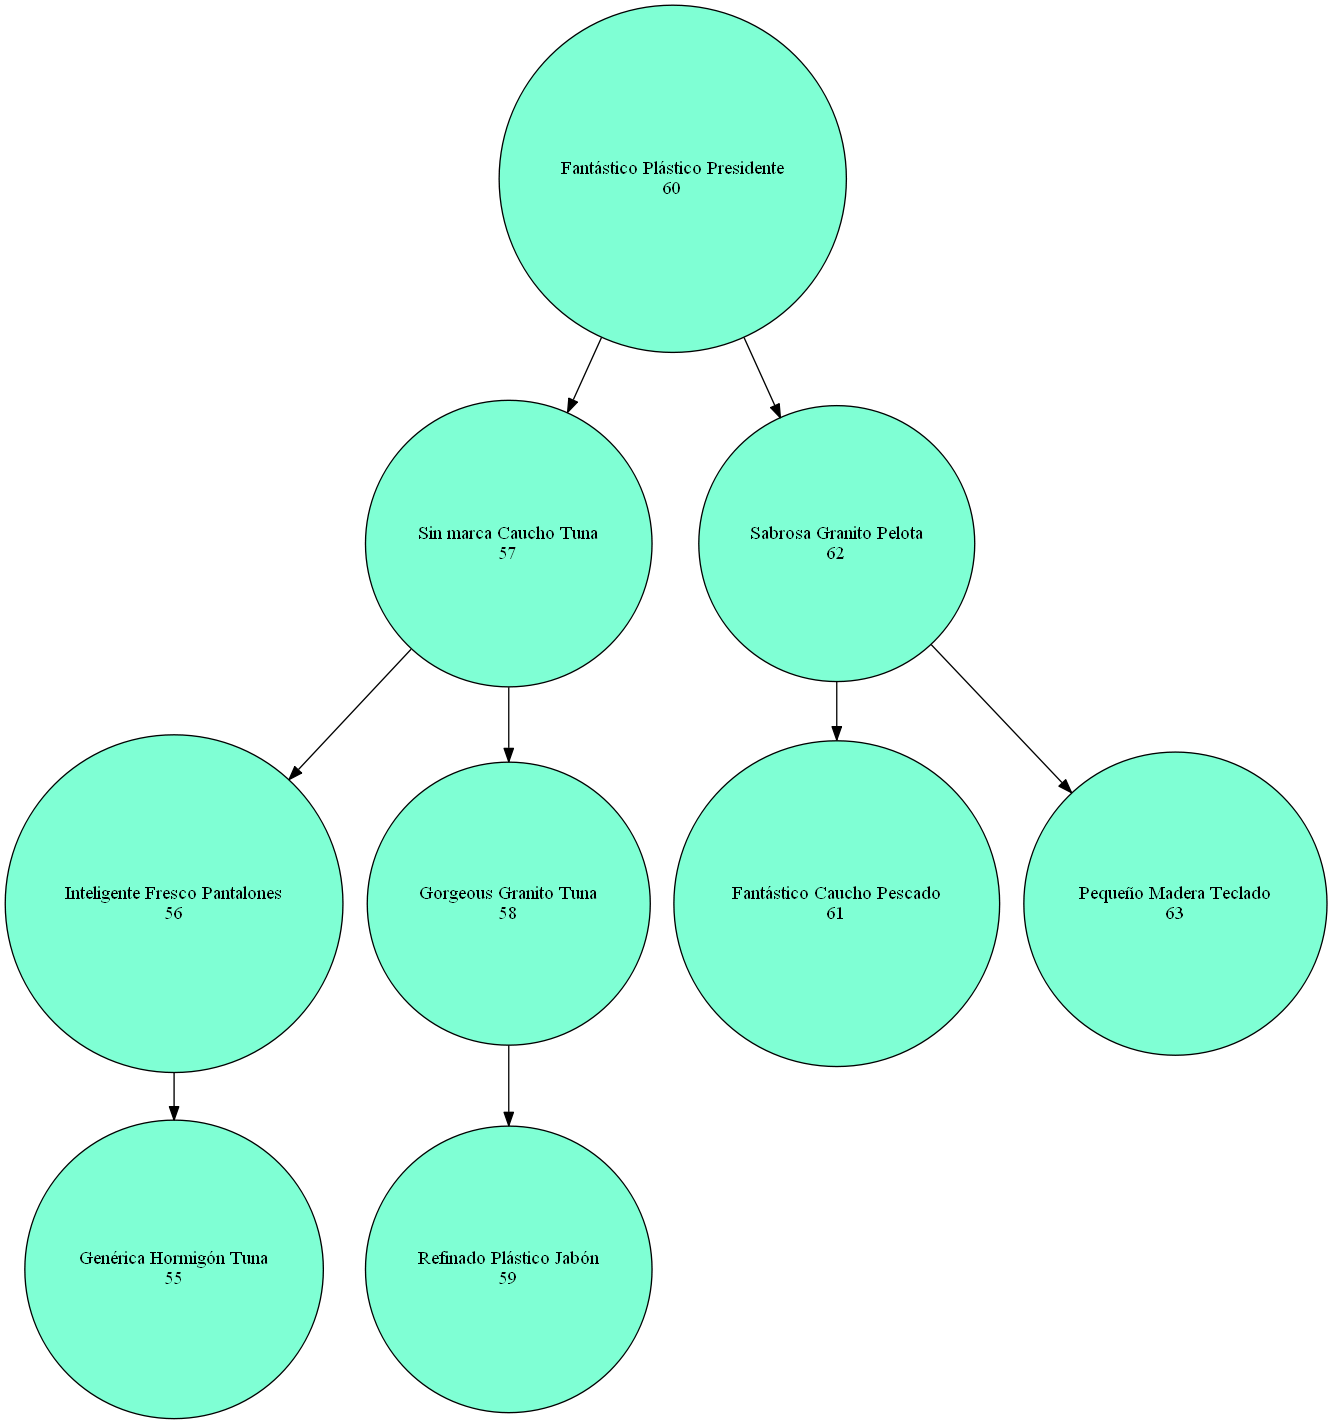 Fantástico Plástico Presidente
60
Sin marca Caucho Tuna
57
Sabrosa Granito Pelota
62
Inteligente Fresco Pantalones
56
Gorgeous Granito Tuna
58
Fantástico Caucho Pescado
61
Pequeño Madera Teclado
63
Genérica Hormigón Tuna
55
Refinado Plástico Jabón
59